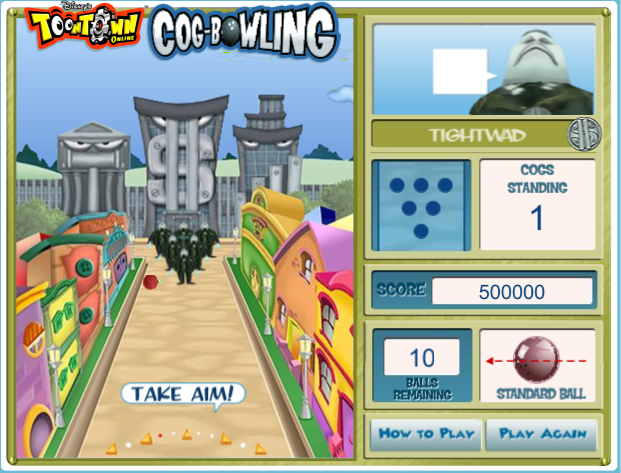 Disney's
TOONTOWN
ONLINE
COG-BOWLING
TIGHTWAD
COGS
STANDING
1
SCORE
500000
10
BALLS
REMAINING
STANDARD BALL
TAKE AIM!
HOW TO PLAY
PLAY AGAIN